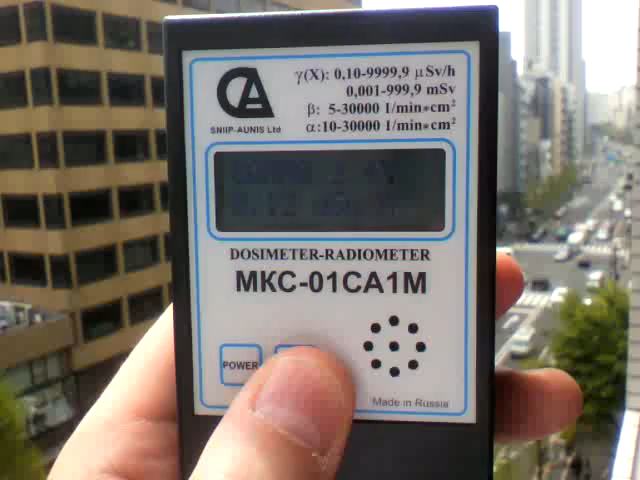 γ(X): 0,10-9999,9 μSv/h
0,001-999,9 mSv
β: 5-30000 1/min∗cm²
α:10-30000 1/min∗cm²
CA
SNIIP-AUNIS Ltd
DOSIMETER-RADIOMETER
MKC-01CA1M
POWER
Made in Russia